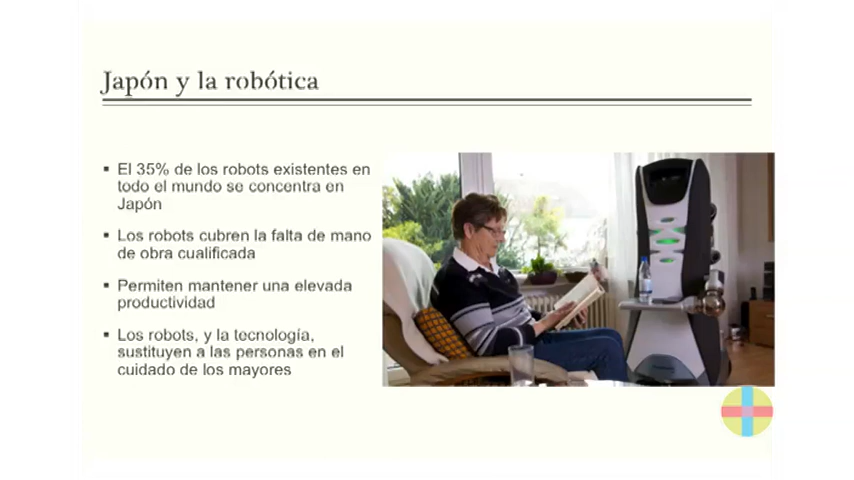 Japón y la robótica
▪ El 35% de los robots existentes en
todo el mundo se concentra en
Japón
▪ Los robots cubren la falta de mano
de obra cualificada
▪ Permiten mantener una elevada
productividad
▪ Los robots, y la tecnología,
sustituyen a las personas en el
cuidado de los mayores